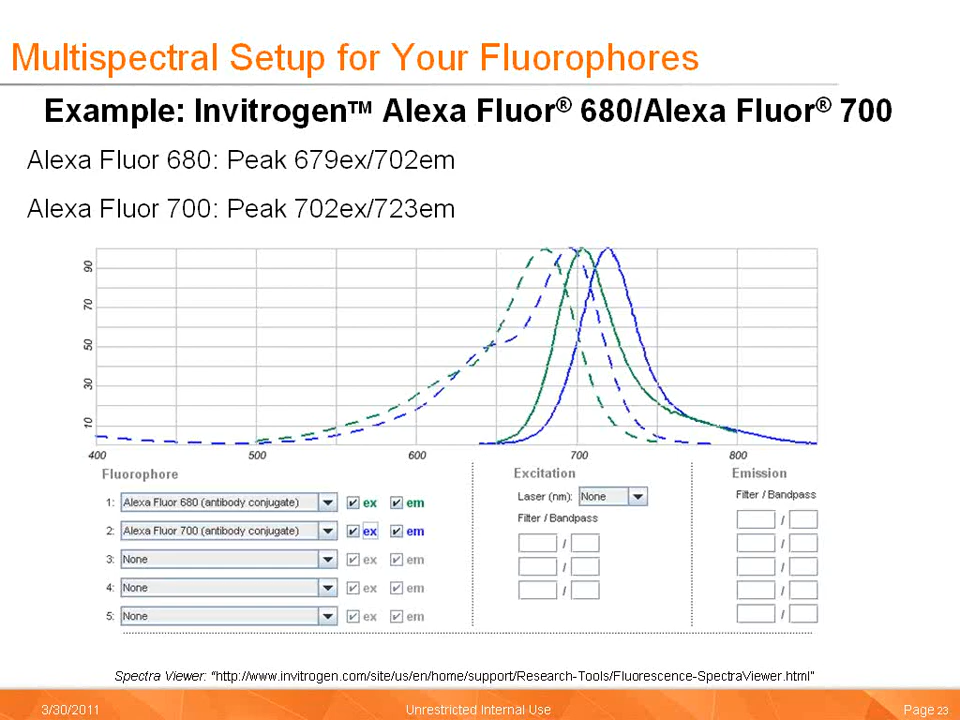 Multispectral Setup for Your Fluorophores
Example: Invitrogen™ Alexa Fluor® 680/Alexa Fluor® 700
Alexa Fluor 680: Peak 679ex/702em
Alexa Fluor 700: Peak 702ex/723em
90
70
50
30
10
400 500 600 700 800
Fluorophore
Excitation
Emission
1: Alexa Fluor 680 (antibody conjugate) ex em
2: Alexa Fluor 700 (antibody conjugate) ex em
3: None ex em
4: None ex em
5: None ex em
Laser (nm): None
Filter / Bandpass
/
/
/
Filter / Bandpass
/
/
/
/
/
Spectra Viewer: "http://www.invitrogen.com/site/us/en/home/support/Research-Tools/Fluorescence-SpectraViewer.html"
3/30/2011 Unrestricted Internal Use Page 23